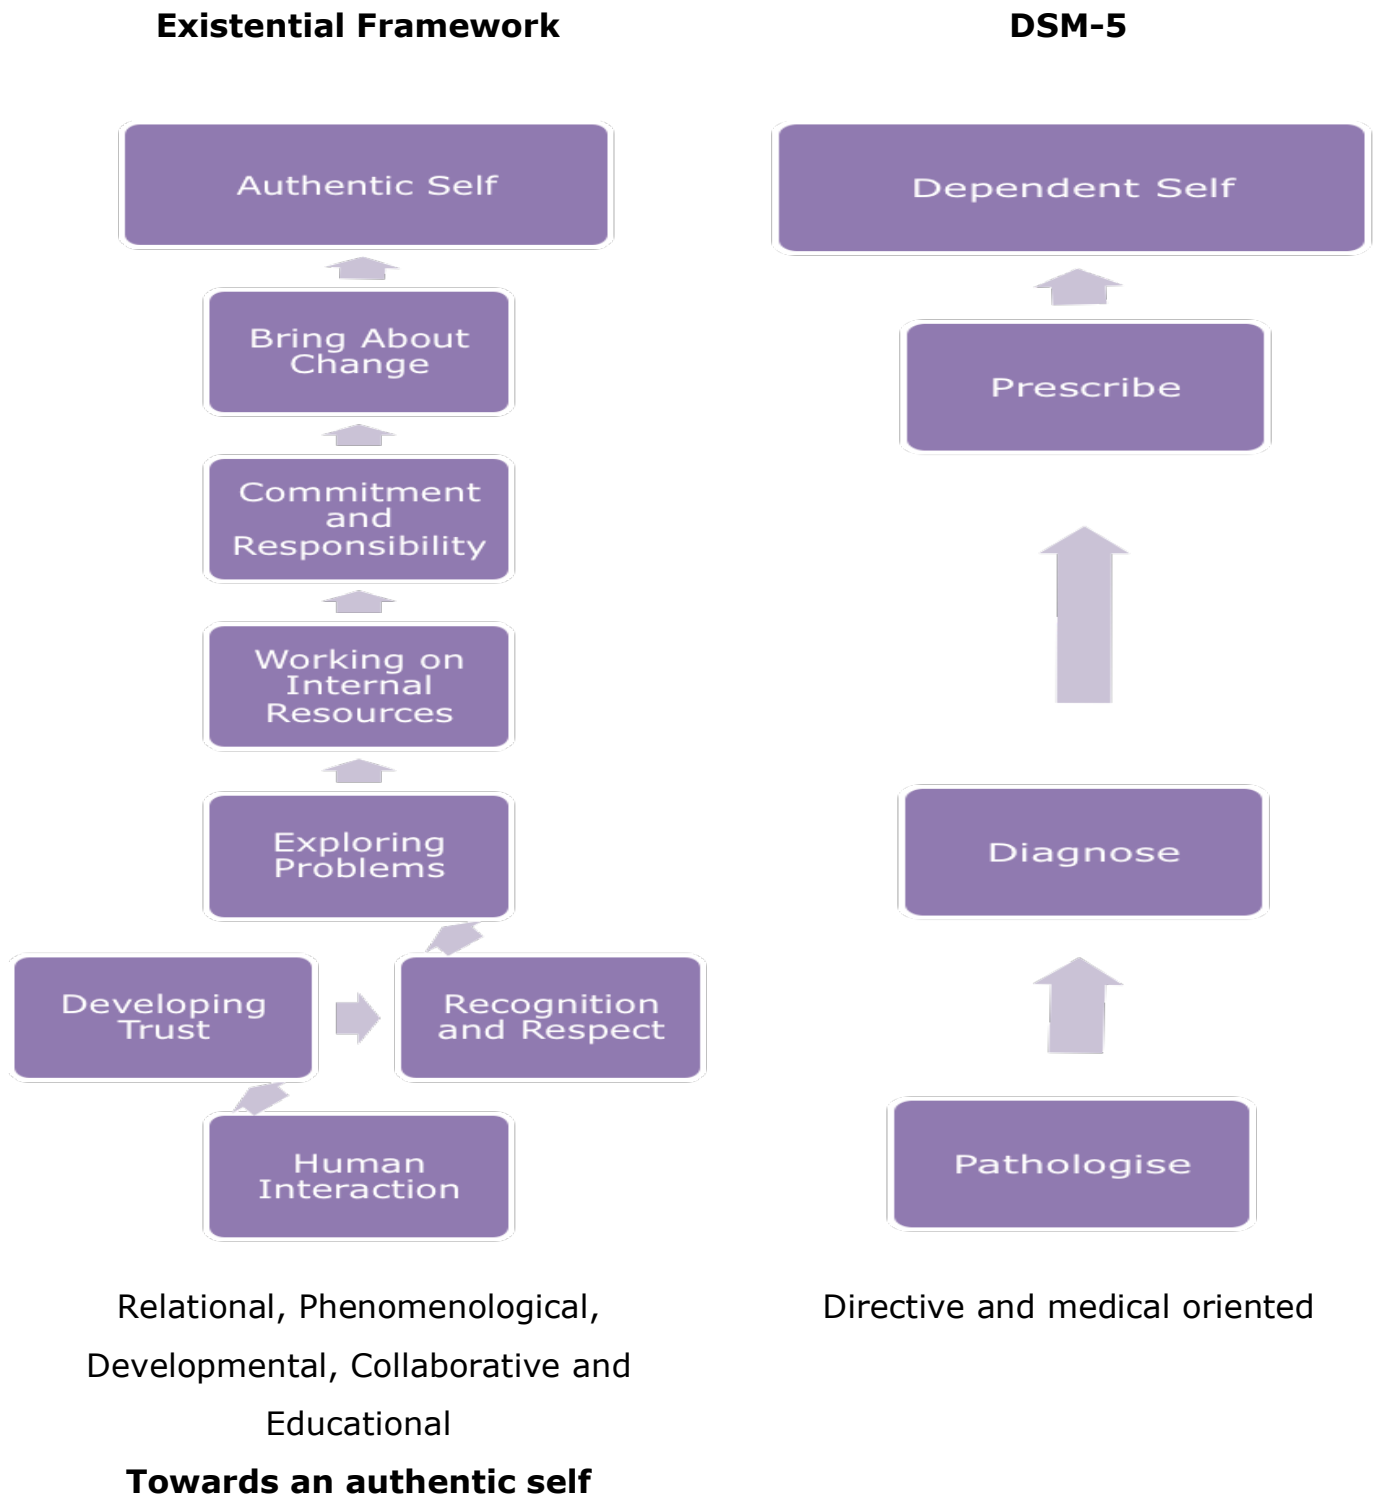 Existential Framework
DSM-5
Authentic Self
Bring About
Change
Commitment
and
Responsibility
Working on
Internal
Resources
Exploring
Problems
Developing
Trust
Recognition
and Respect
Human
Interaction
Relational, Phenomenological,
Developmental, Collaborative and
Educational
Towards an authentic self
Dependent Self
Prescribe
Diagnose
Pathologise
Directive and medical oriented